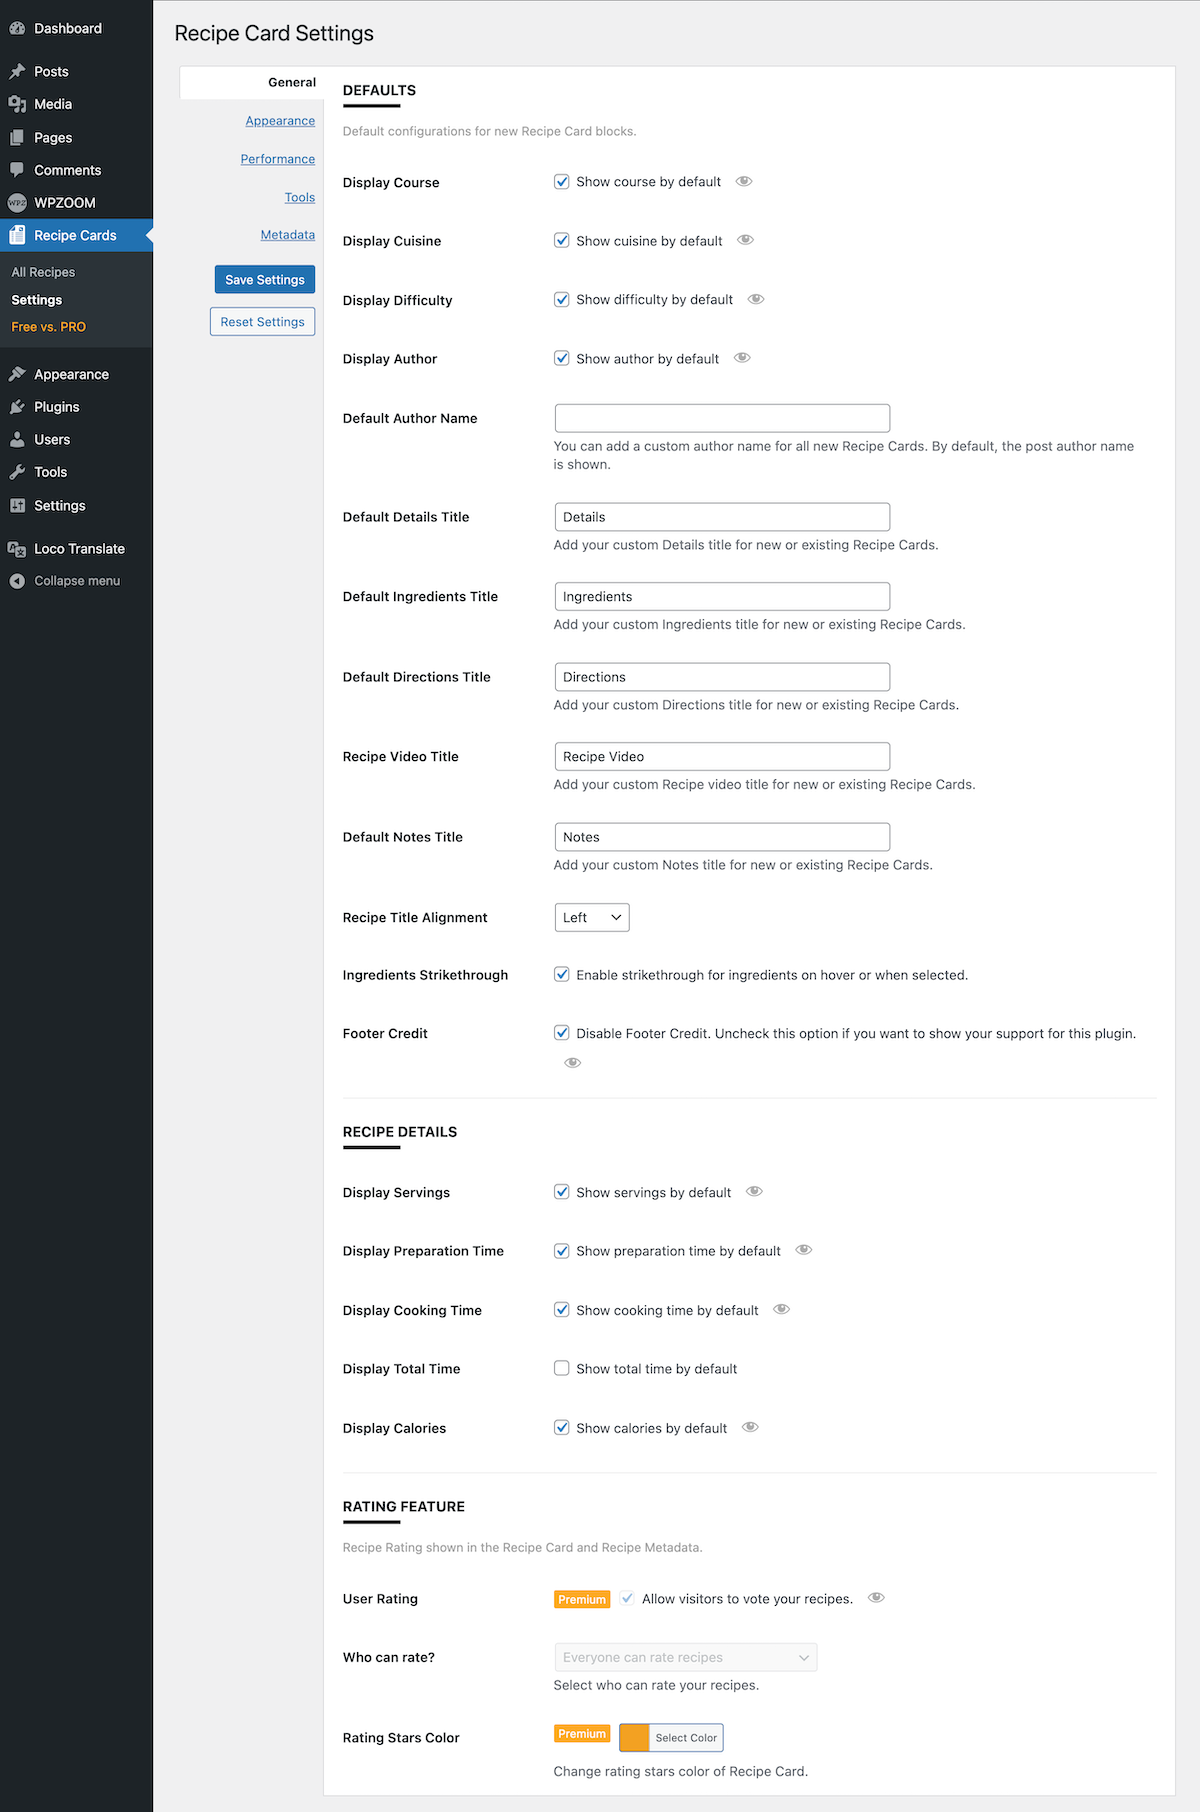 Dashboard
Posts
Media
Pages
Comments
WPZ WPZOOM
Recipe Cards
All Recipes
Settings
Free vs. PRO
Appearance
Plugins
Users
Tools
Settings
Loco Translate
Collapse menu
Recipe Card Settings
General
Appearance
Performance
Tools
Metadata
Save Settings
Reset Settings
DEFAULTS
Default configurations for new Recipe Card blocks.
Display Course Show course by default
Display Cuisine Show cuisine by default
Display Difficulty Show difficulty by default
Display Author Show author by default
Default Author Name
You can add a custom author name for all new Recipe Cards. By default, the post author name
is shown.
Default Details Title Details
Add your custom Details title for new or existing Recipe Cards.
Default Ingredients Title Ingredients
Add your custom Ingredients title for new or existing Recipe Cards.
Default Directions Title Directions
Add your custom Directions title for new or existing Recipe Cards.
Recipe Video Title Recipe Video
Add your custom Recipe video title for new or existing Recipe Cards.
Default Notes Title Notes
Add your custom Notes title for new or existing Recipe Cards.
Recipe Title Alignment Left
Ingredients Strikethrough Enable strikethrough for ingredients on hover or when selected.
Footer Credit Disable Footer Credit. Uncheck this option if you want to show your support for this plugin.
RECIPE DETAILS
Display Servings Show servings by default
Display Preparation Time Show preparation time by default
Display Cooking Time Show cooking time by default
Display Total Time Show total time by default
Display Calories Show calories by default
RATING FEATURE
Recipe Rating shown in the Recipe Card and Recipe Metadata.
User Rating Premium Allow visitors to vote your recipes.
Who can rate? Everyone can rate recipes
Select who can rate your recipes.
Rating Stars Color Premium Select Color
Change rating stars color of Recipe Card.